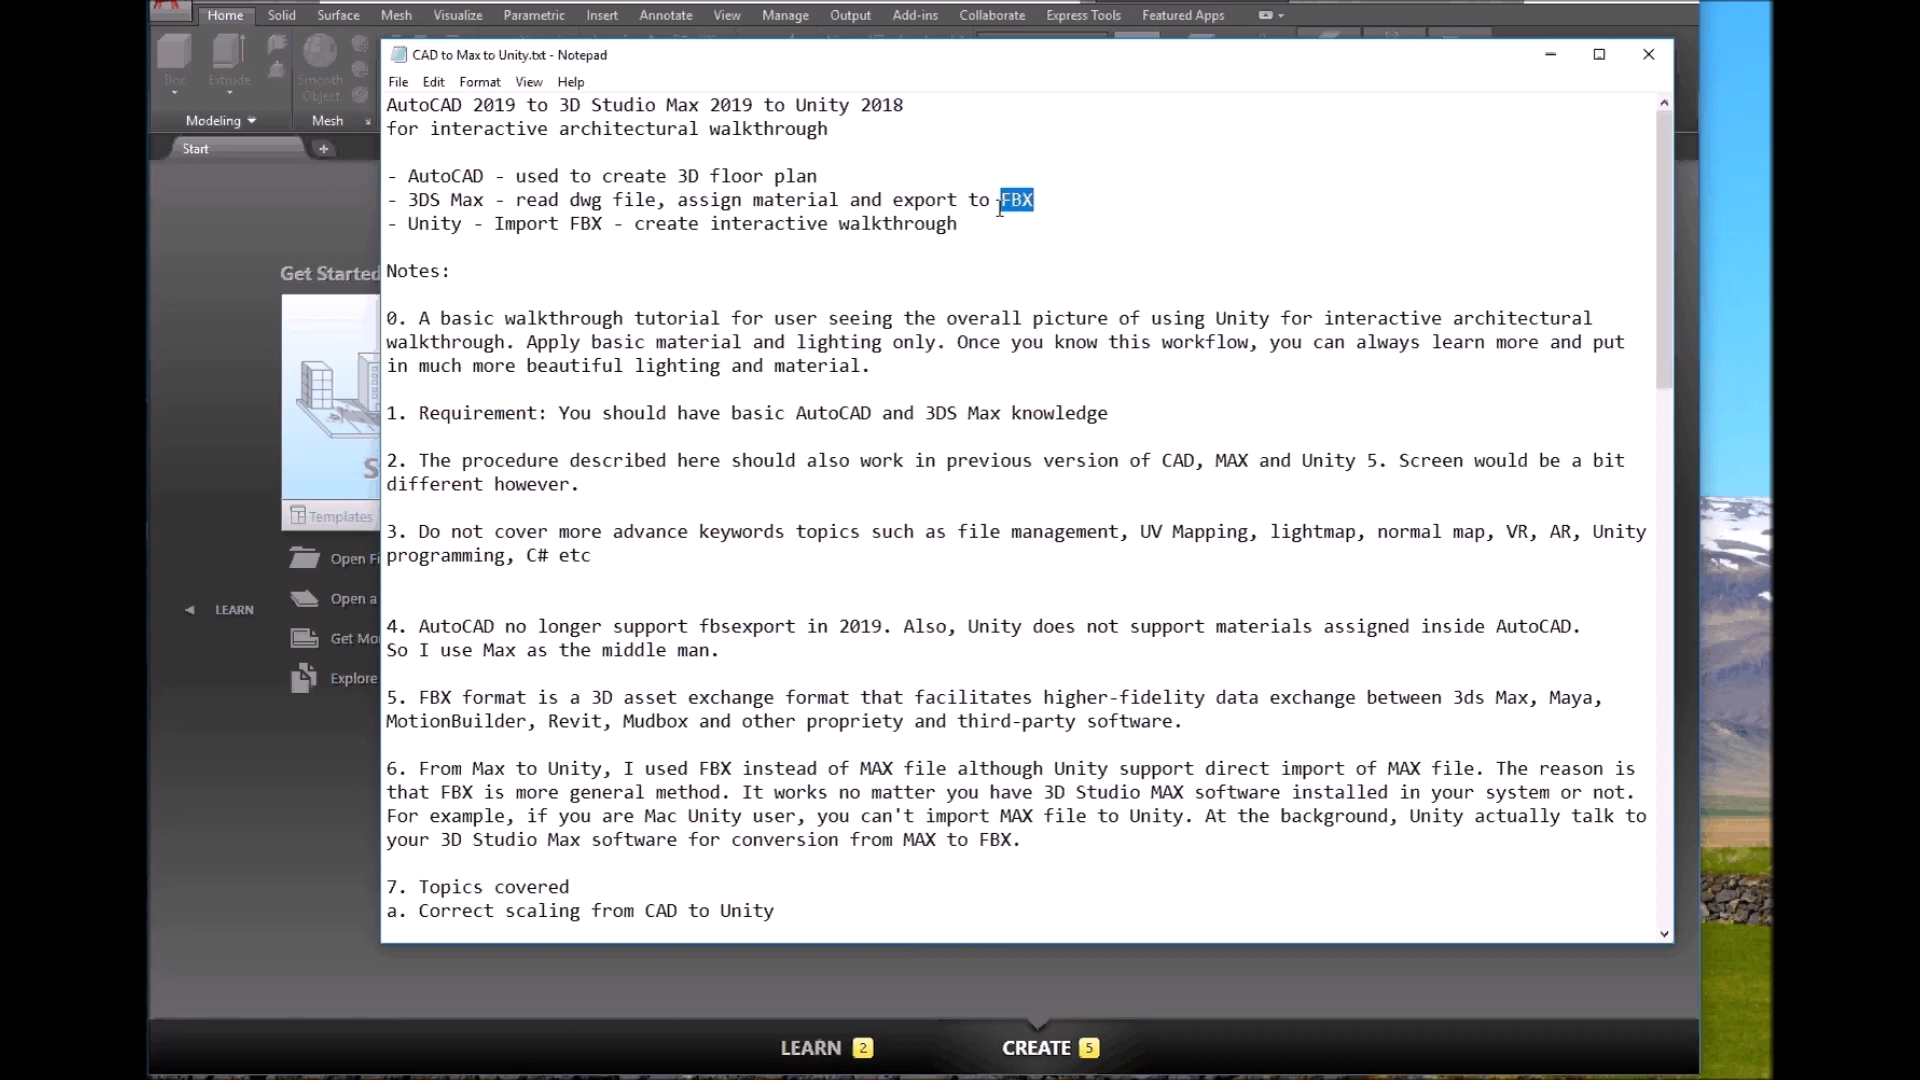 Home Solid Surface Mesh Visualize Parametric Insert Annotate View Manage Output Add-ins Collaborate Express Tools Featured Apps
CAD to Max to Unity.txt - Notepad
File Edit Format View Help
Box Extrude Smooth
Object
Modeling Mesh
Start
AutoCAD 2019 to 3D Studio Max 2019 to Unity 2018
for interactive architectural walkthrough
- AutoCAD - used to create 3D floor plan
- 3DS Max - read dwg file, assign material and export to FBX
- Unity - Import FBX - create interactive walkthrough
Get Started
Notes:
0. A basic walkthrough tutorial for user seeing the overall picture of using Unity for interactive architectural
walkthrough. Apply basic material and lighting only. Once you know this workflow, you can always learn more and put
in much more beautiful lighting and material.
1. Requirement: You should have basic AutoCAD and 3DS Max knowledge
2. The procedure described here should also work in previous version of CAD, MAX and Unity 5. Screen would be a bit
different however.
S
Templates
3. Do not cover more advance keywords topics such as file management, UV Mapping, lightmap, normal map, VR, AR, Unity
programming, C# etc
Open Fi
Open a
LEARN
Get Mo
Explore
4. AutoCAD no longer support fbsexport in 2019. Also, Unity does not support materials assigned inside AutoCAD.
So I use Max as the middle man.
5. FBX format is a 3D asset exchange format that facilitates higher-fidelity data exchange between 3ds Max, Maya,
MotionBuilder, Revit, Mudbox and other propriety and third-party software.
6. From Max to Unity, I used FBX instead of MAX file although Unity support direct import of MAX file. The reason is
that FBX is more general method. It works no matter you have 3D Studio MAX software installed in your system or not.
For example, if you are Mac Unity user, you can't import MAX file to Unity. At the background, Unity actually talk to
your 3D Studio Max software for conversion from MAX to FBX.
7. Topics covered
a. Correct scaling from CAD to Unity
LEARN 2 CREATE 5